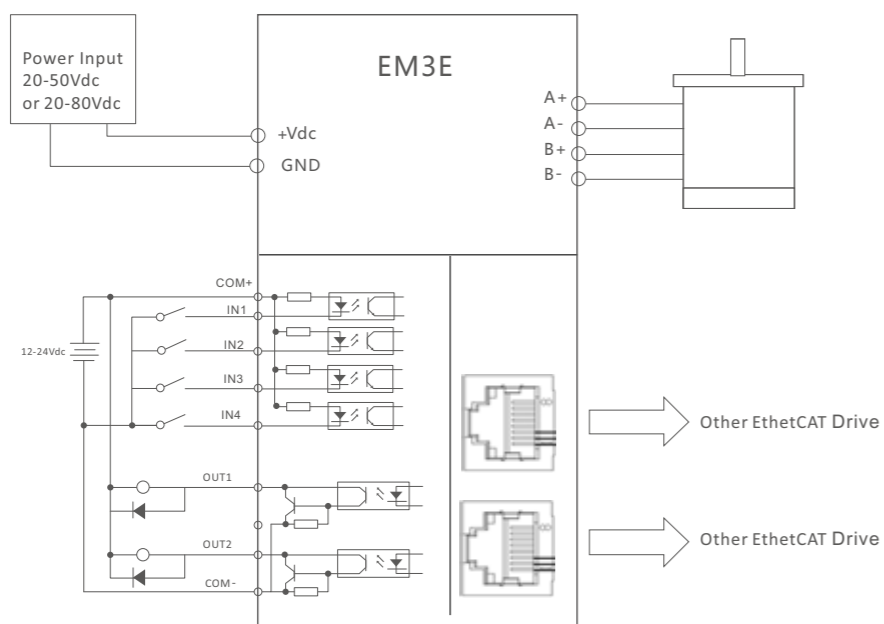 EM3E
Power Input
20-50Vdc
or 20-80Vdc
+Vdc
GND
A+
A-
B+
B-
COM+
IN1
12-24Vdc
IN2
IN3
IN4
Other EthetCAT Drive
OUT1
OUT2
Other EthetCAT Drive
COM-